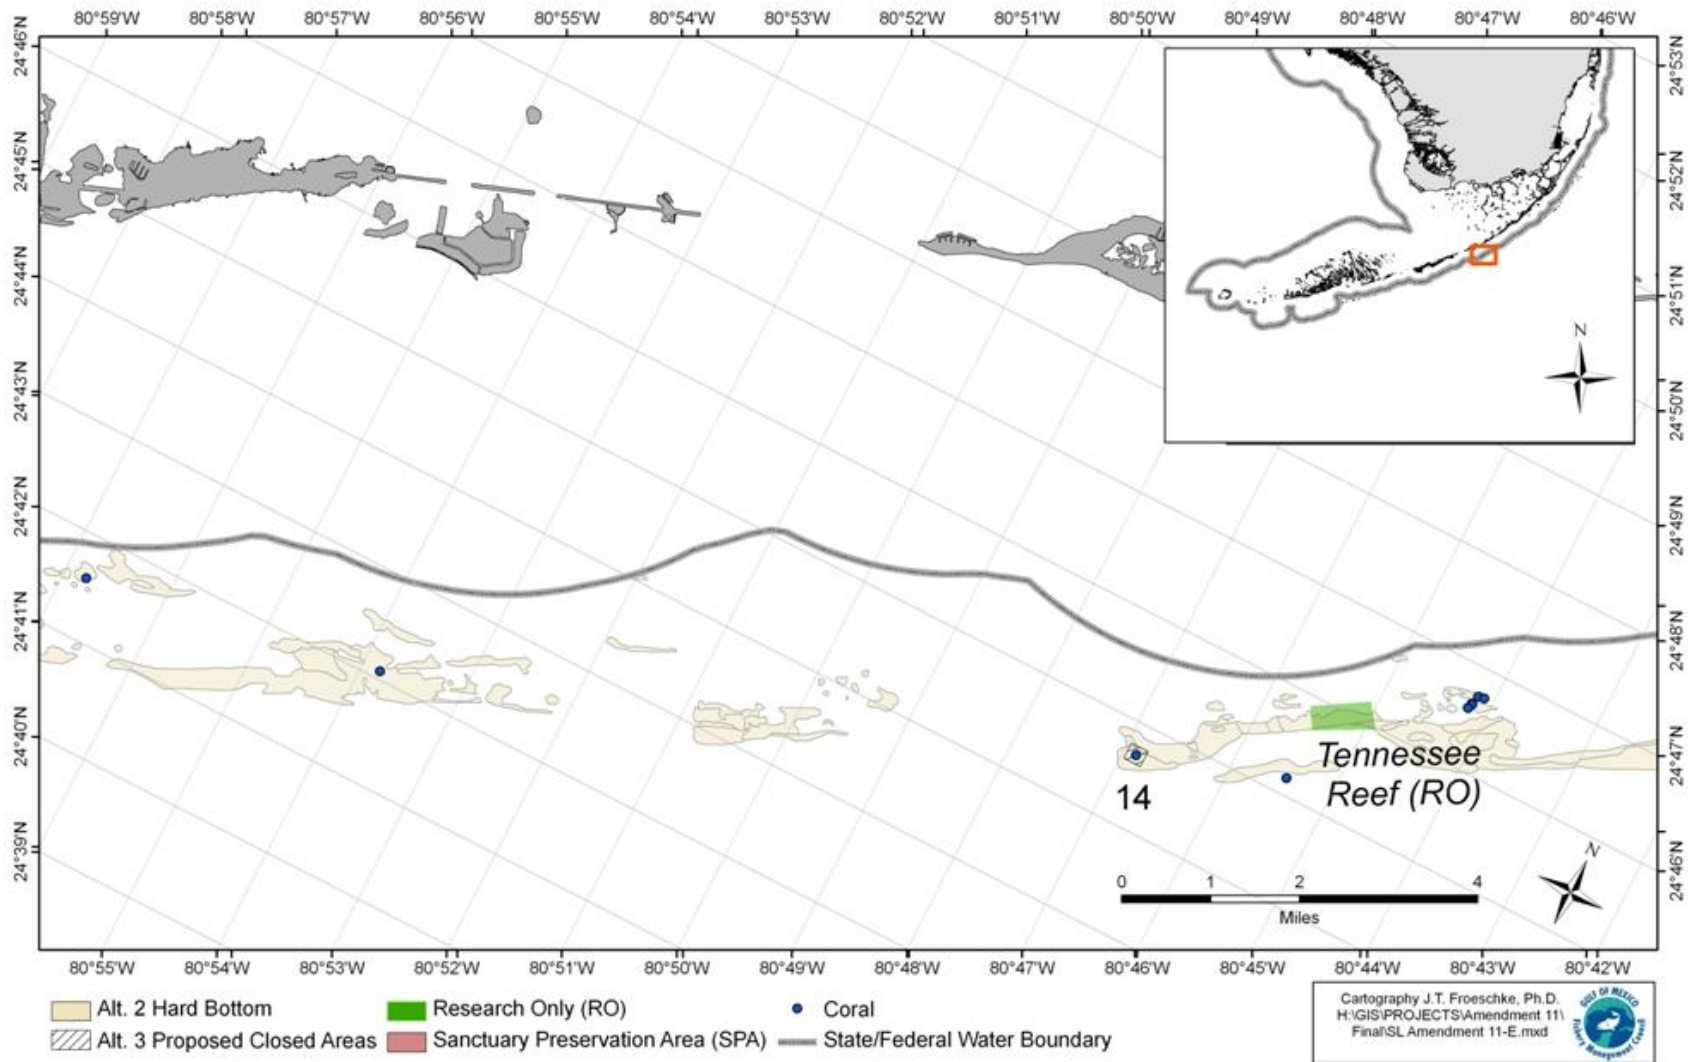 80°59'W 80°58'W 80°57'W 80°56'W 80°55'W 80°54'W 80°53'W 80°52'W 80°51'W 80°50'W 80°49'W 80°48'W 80°47'W 80°46'W
24°46'N
24°45'N
24°44'N
24°43'N
24°42'N
24°41'N
24°40'N
24°39'N
24°53'N
24°52'N
24°51'N
24°50'N
24°49'N
24°48'N
24°47'N
24°46'N
N
14
Tennessee
Reef (RO)
N
0 1 2 4
Miles
80°55'W 80°54'W 80°53'W 80°52'W 80°51'W 80°50'W 80°49'W 80°48'W 80°47'W 80°46'W 80°45'W 80°44'W 80°43'W 80°42'W
Alt. 2 Hard Bottom
Alt. 3 Proposed Closed Areas
Research Only (RO)
Sanctuary Preservation Area (SPA)
Coral
State/Federal Water Boundary
Cartography J.T. Froeschke, Ph.D.
H:\GIS\PROJECTS\Amendment 11\
Final\SL Amendment 11-E.mxd
GULF OF MEXICO
Fishery Management Council